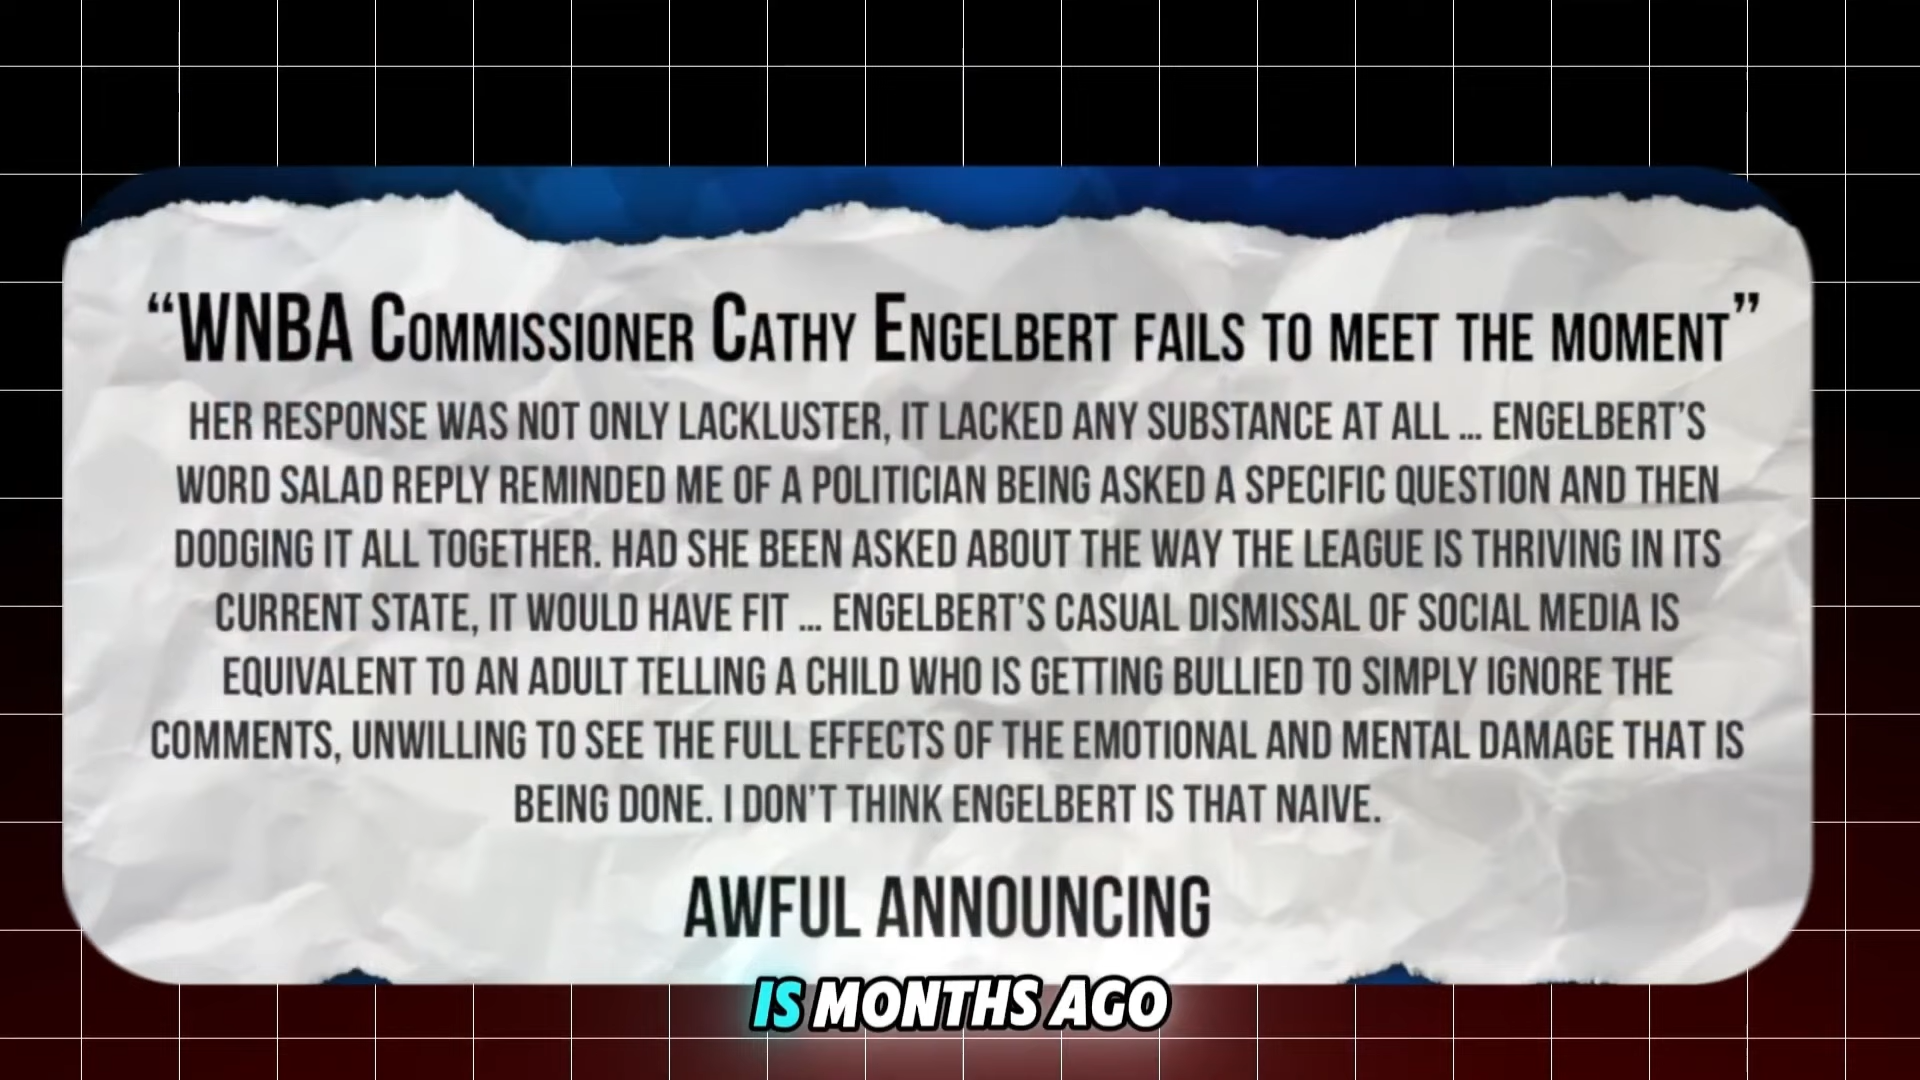 “WNBA Commissioner Cathy Engelbert fails to meet the moment”
HER RESPONSE WAS NOT ONLY LACKLUSTER, IT LACKED ANY SUBSTANCE AT ALL ... ENGELBERT’S
WORD SALAD REPLY REMINDED ME OF A POLITICIAN BEING ASKED A SPECIFIC QUESTION AND THEN
DODGING IT ALL TOGETHER. HAD SHE BEEN ASKED ABOUT THE WAY THE LEAGUE IS THRIVING IN ITS
CURRENT STATE, IT WOULD HAVE FIT ... ENGELBERT’S CASUAL DISMISSAL OF SOCIAL MEDIA IS
EQUIVALENT TO AN ADULT TELLING A CHILD WHO IS GETTING BULLIED TO SIMPLY IGNORE THE
COMMENTS, UNWILLING TO SEE THE FULL EFFECTS OF THE EMOTIONAL AND MENTAL DAMAGE THAT IS
BEING DONE. I DON’T THINK ENGELBERT IS THAT NAIVE.
AWFUL ANNOUNCING
IS MONTHS AGO